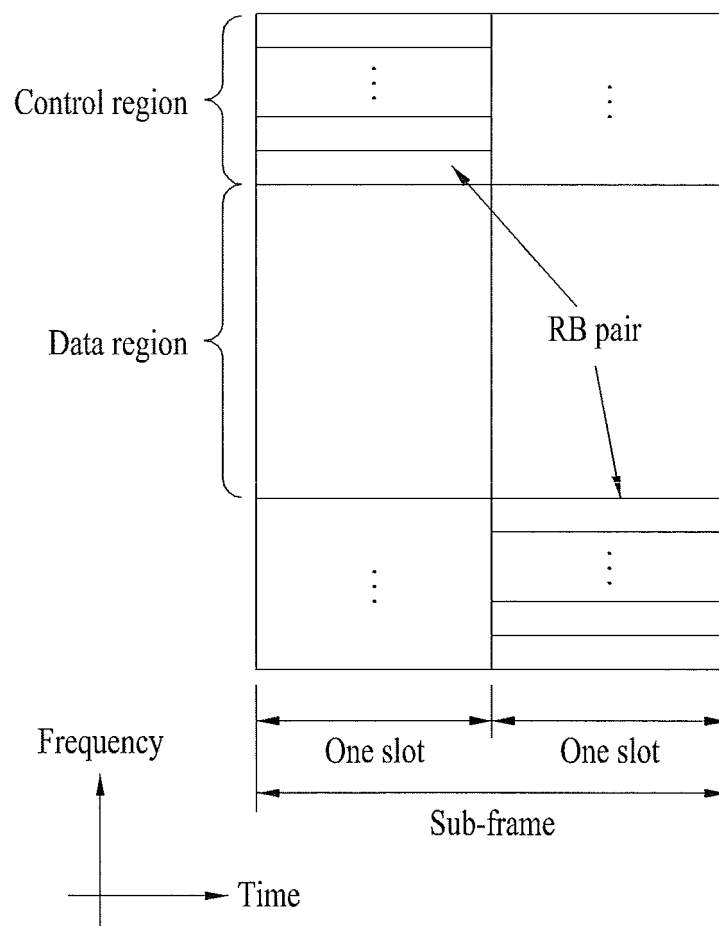 Control region
Data region
RB pair
One slot
One slot
Sub-frame
Frequency
Time